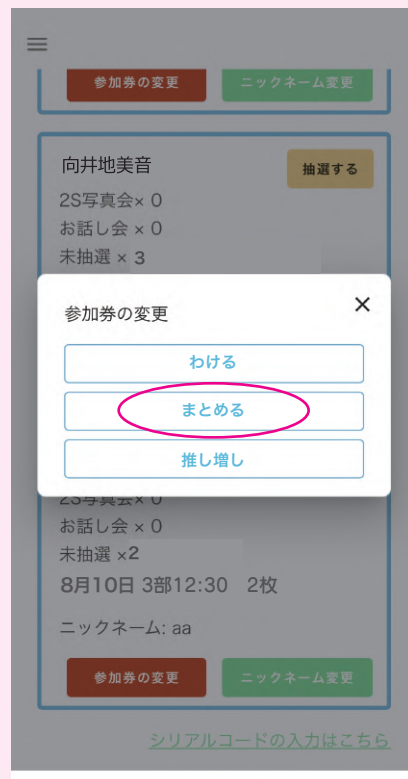 参加券の変更 ニックネーム変更
向井地美音 抽選する
2S写真会× 0
お話し会 × 0
未抽選 × 3
参加券の変更 ×
わける
まとめる
推し増し
2S写真会× 0
お話し会 × 0
未抽選 ×2
8月10日 3部12:30 2枚
ニックネーム: aa
参加券の変更 ニックネーム変更
シリアルコードの入力はこちら